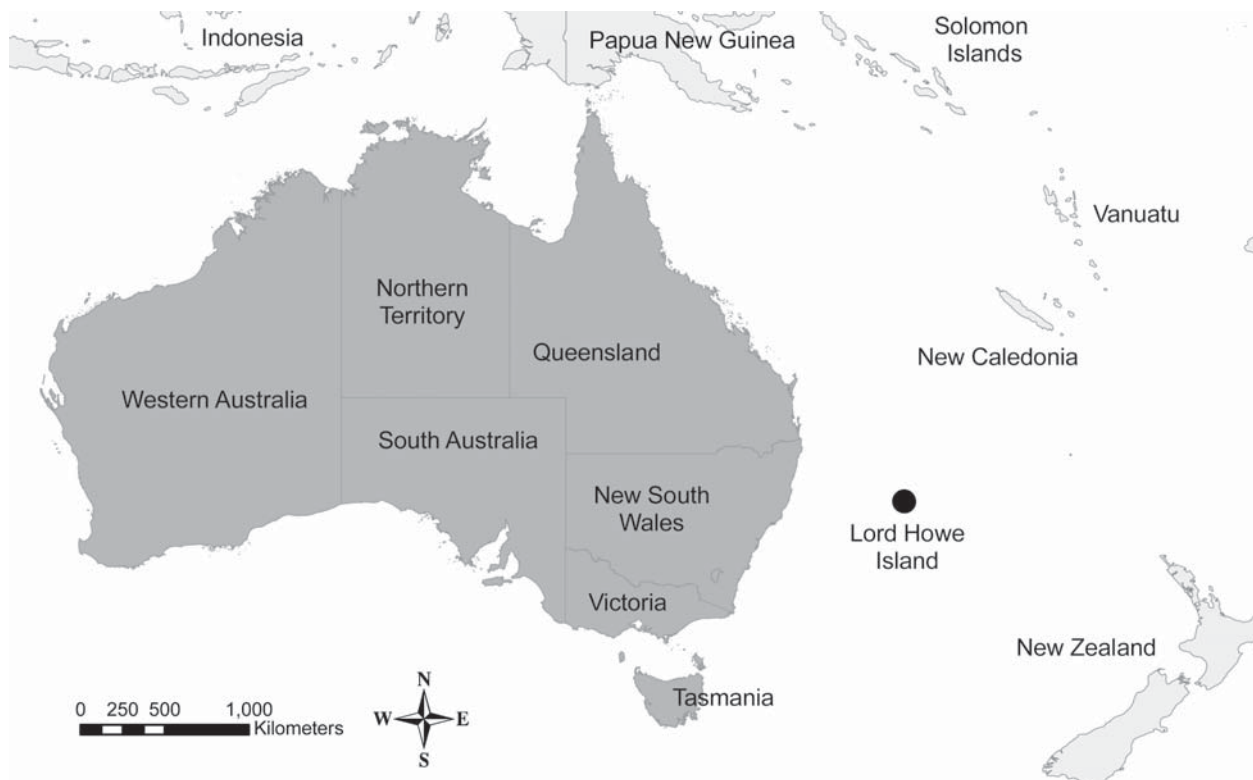 Indonesia
Papua New Guinea
Solomon
Islands
Vanuatu
Northern
Territory
Queensland
New Caledonia
Western Australia
South Australia
New South
Wales
Lord Howe
Island
Victoria
New Zealand
Tasmania
N
W E
S
0 250 500 1,000
Kilometers